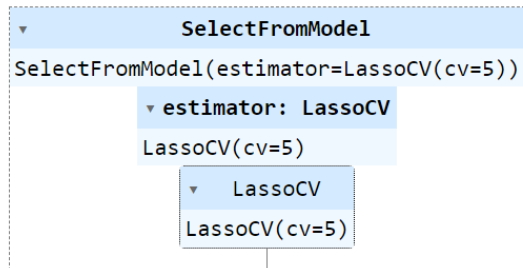 SelectFromModel
SelectFromModel(estimator=LassoCV(cv=5))
estimator: LassoCV
LassoCV(cv=5)
LassoCV
LassoCV(cv=5)